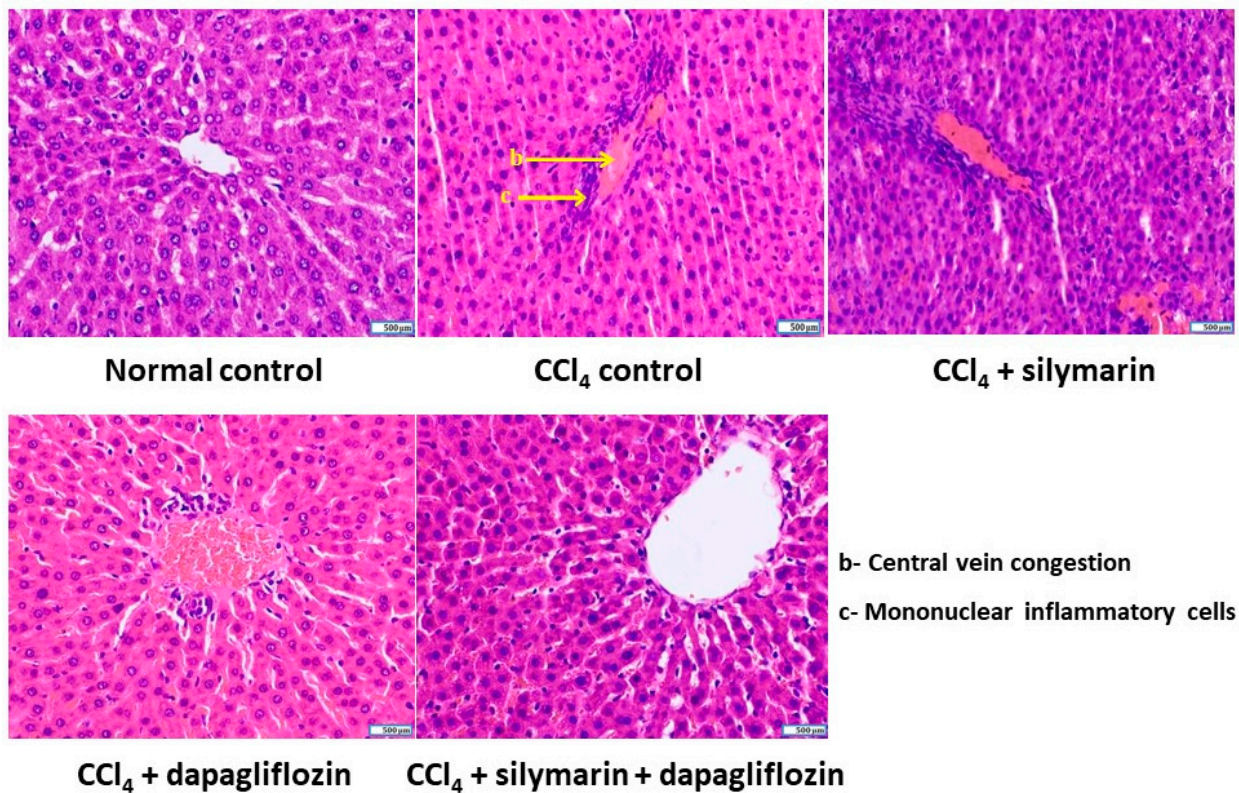 b
c
500 µm
500 µm
500 µm
Normal control
CCl₄ control
CCl₄ + silymarin
500 µm
500 µm
b- Central vein congestion
c- Mononuclear inflammatory cells
CCl₄ + dapagliflozin
CCl₄ + silymarin + dapagliflozin